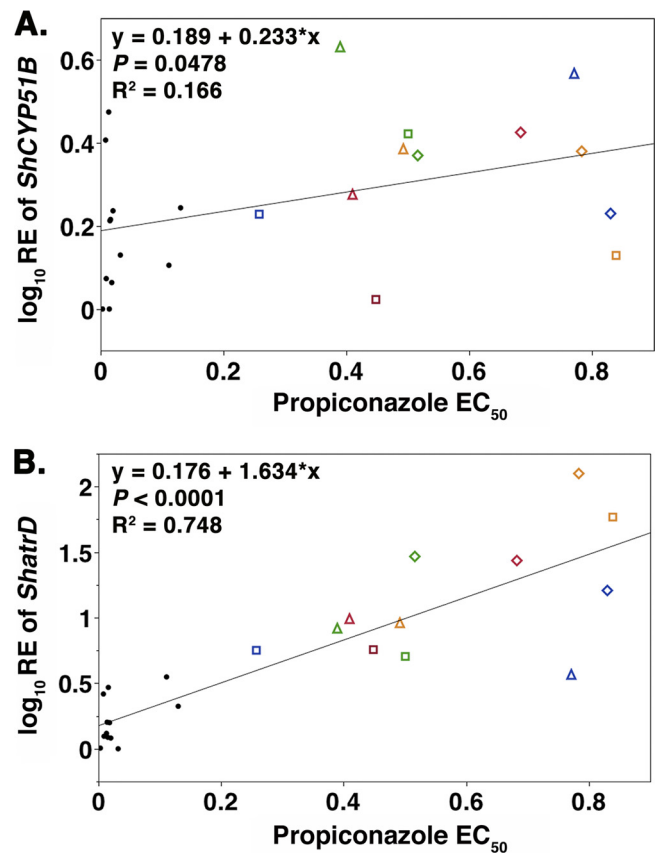 A.
y = 0.189 + 0.233*x
P = 0.0478
R² = 0.166
log₁₀ RE of ShCYP51B
0.6
0.4
0.2
0
0 0.2 0.4 0.6 0.8
Propiconazole EC₅₀
B.
y = 0.176 + 1.634*x
P < 0.0001
R² = 0.748
log₁₀ RE of ShatrD
2
1.5
1
0.5
0
0 0.2 0.4 0.6 0.8
Propiconazole EC₅₀